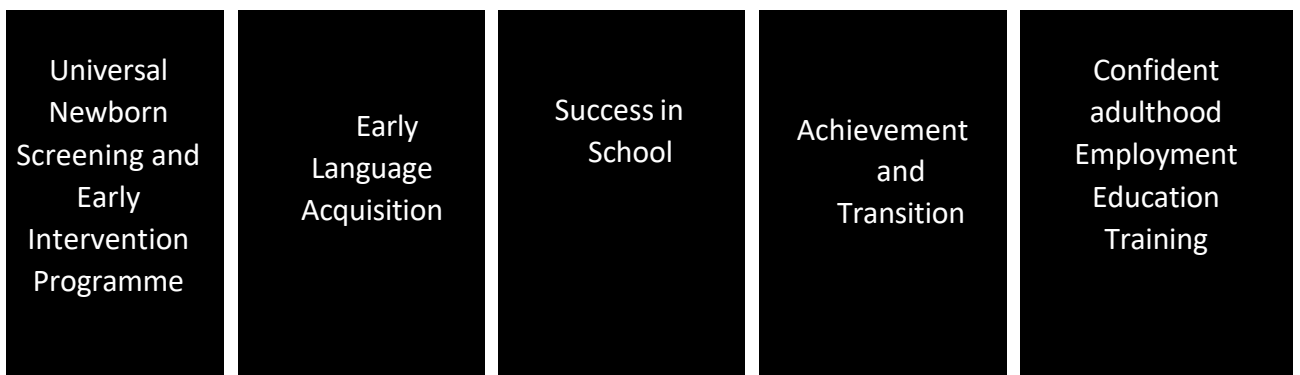 Universal
Newborn
Screening and
Early
Intervention
Programme
Early
Language
Acquisition
Success in
School
Achievement
and
Transition
Confident
adulthood
Employment
Education
Training